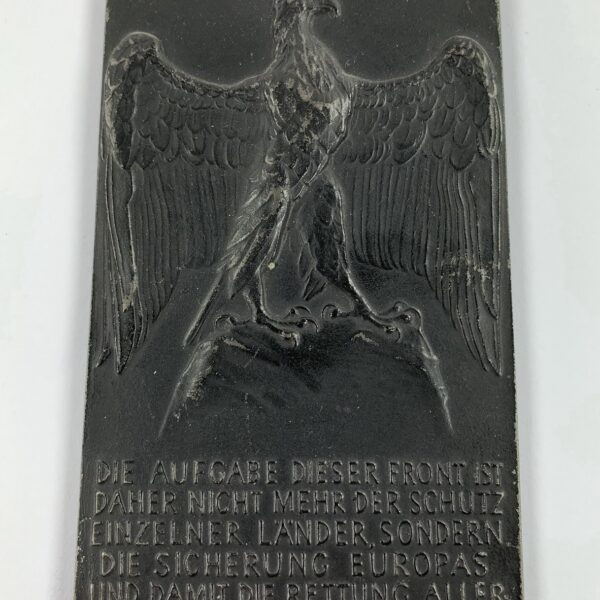 DIE AUFGABE DIESER FRONT IST
DAHER NICHT MEHR DER SCHUTZ
EINZELNER LÄNDER, SONDERN
DIE SICHERUNG EUROPAS
UND DAMIT DIE RETTUNG ALLER